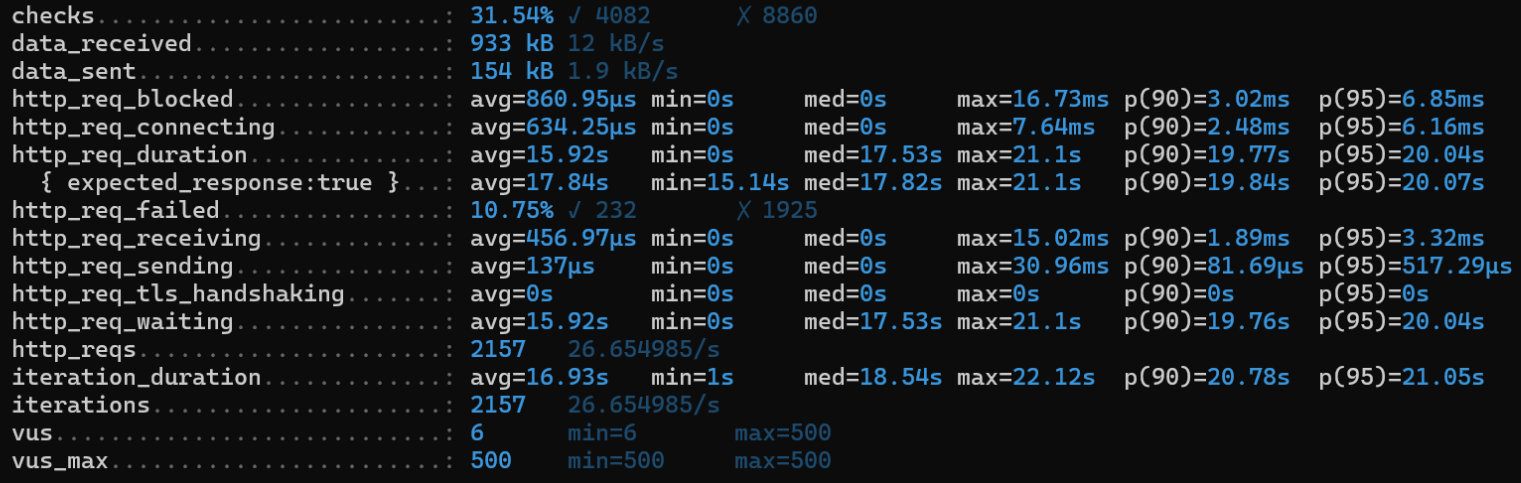 checks.........................: 31.54% ✓ 4082 ✗ 8860
data_received..................: 933 kB 12 kB/s
data_sent......................: 154 kB 1.9 kB/s
http_req_blocked...............: avg=860.95µs min=0s med=0s max=16.73ms p(90)=3.02ms p(95)=6.85ms
http_req_connecting............: avg=634.25µs min=0s med=0s max=7.64ms p(90)=2.48ms p(95)=6.16ms
http_req_duration..............: avg=15.92s min=0s med=17.53s max=21.1s p(90)=19.77s p(95)=20.04s
{ expected_response:true }...: avg=17.84s min=15.14s med=17.82s max=21.1s p(90)=19.84s p(95)=20.07s
http_req_failed................: 10.75% ✓ 232 ✗ 1925
http_req_receiving.............: avg=456.97µs min=0s med=0s max=15.02ms p(90)=1.89ms p(95)=3.32ms
http_req_sending...............: avg=137µs min=0s med=0s max=30.96ms p(90)=81.69µs p(95)=517.29µs
http_req_tls_handshaking.......: avg=0s min=0s med=0s max=0s p(90)=0s p(95)=0s
http_req_waiting...............: avg=15.92s min=0s med=17.53s max=21.1s p(90)=19.76s p(95)=20.04s
http_reqs......................: 2157 26.654985/s
iteration_duration.............: avg=16.93s min=1s med=18.54s max=22.12s p(90)=20.78s p(95)=21.05s
iterations.....................: 2157 26.654985/s
vus............................: 6 min=6 max=500
vus_max........................: 500 min=500 max=500